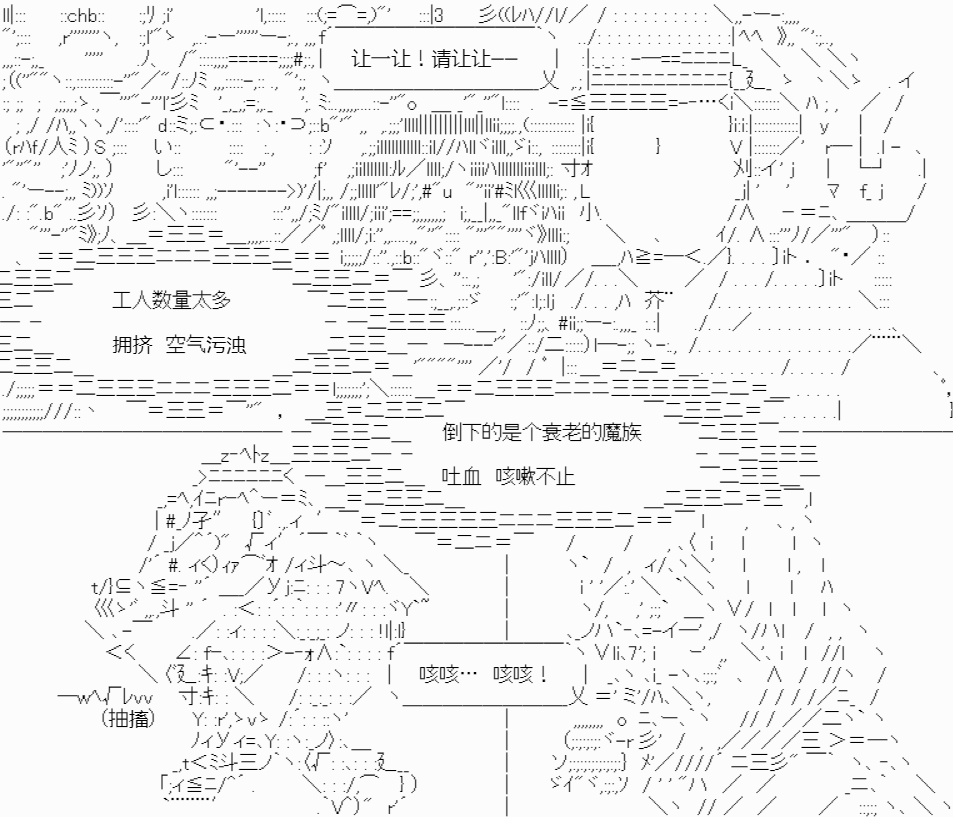 让一让！请让让——
工人数量太多
拥挤 空气污浊
倒下的是个衰老的魔族
吐血 咳嗽不止
咳咳… 咳咳！
(抽搐)